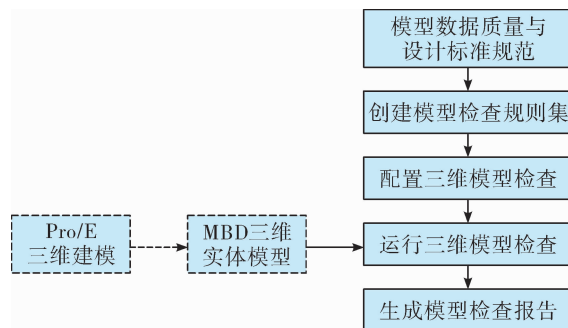 模型数据质量与
设计标准规范
创建模型检查规则集
配置三维模型检查
Pro/E
三维建模
MBD三维
实体模型
运行三维模型检查
生成模型检查报告